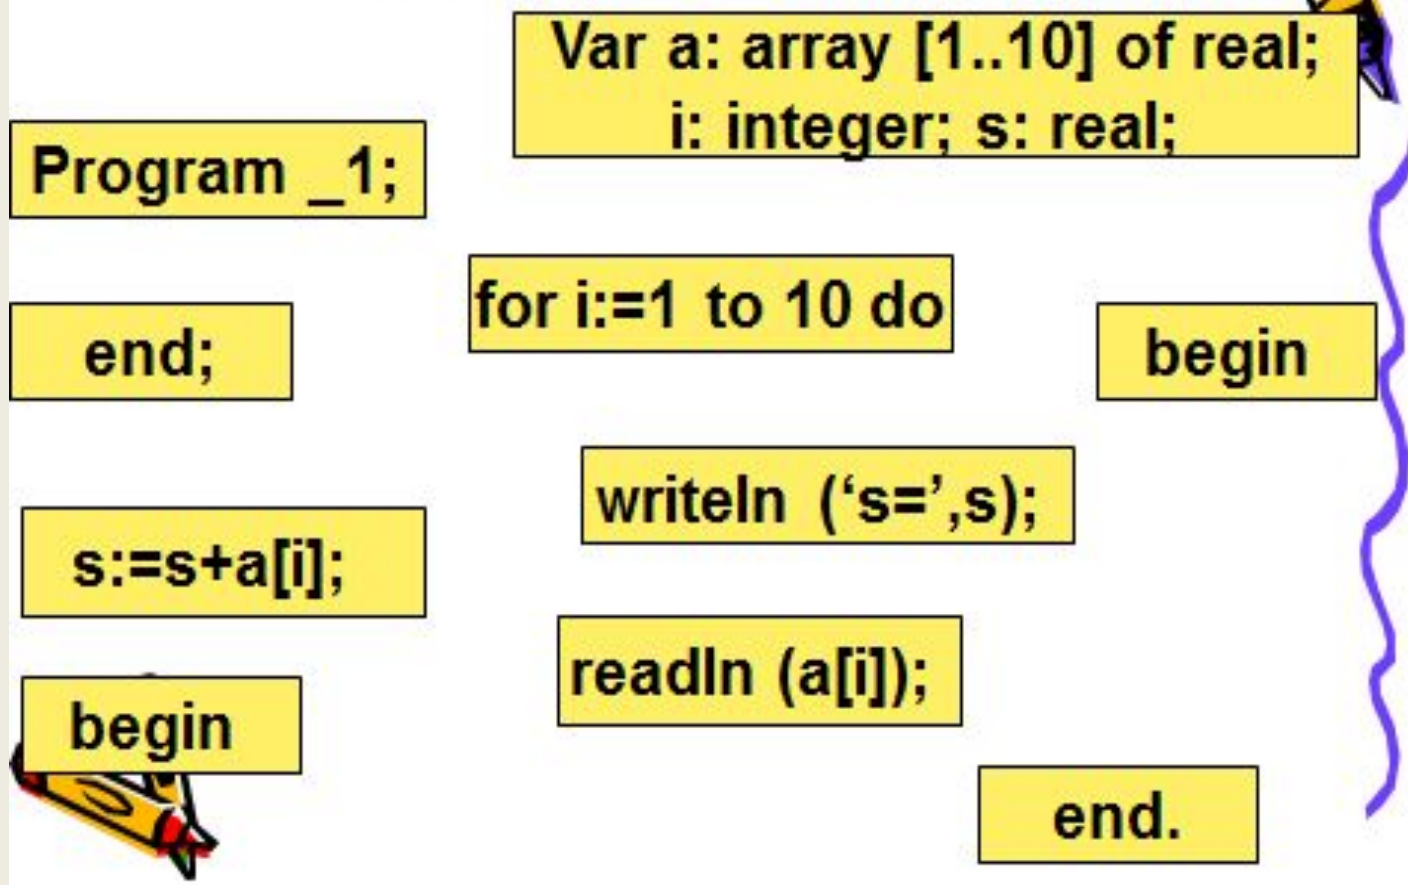 Var a: array [1..10] of real;
i: integer; s: real;
Program _1;
for i:=1 to 10 do
end;
begin
writeln (‘s=’,s);
s:=s+a[i];
readln (a[i]);
begin
end.